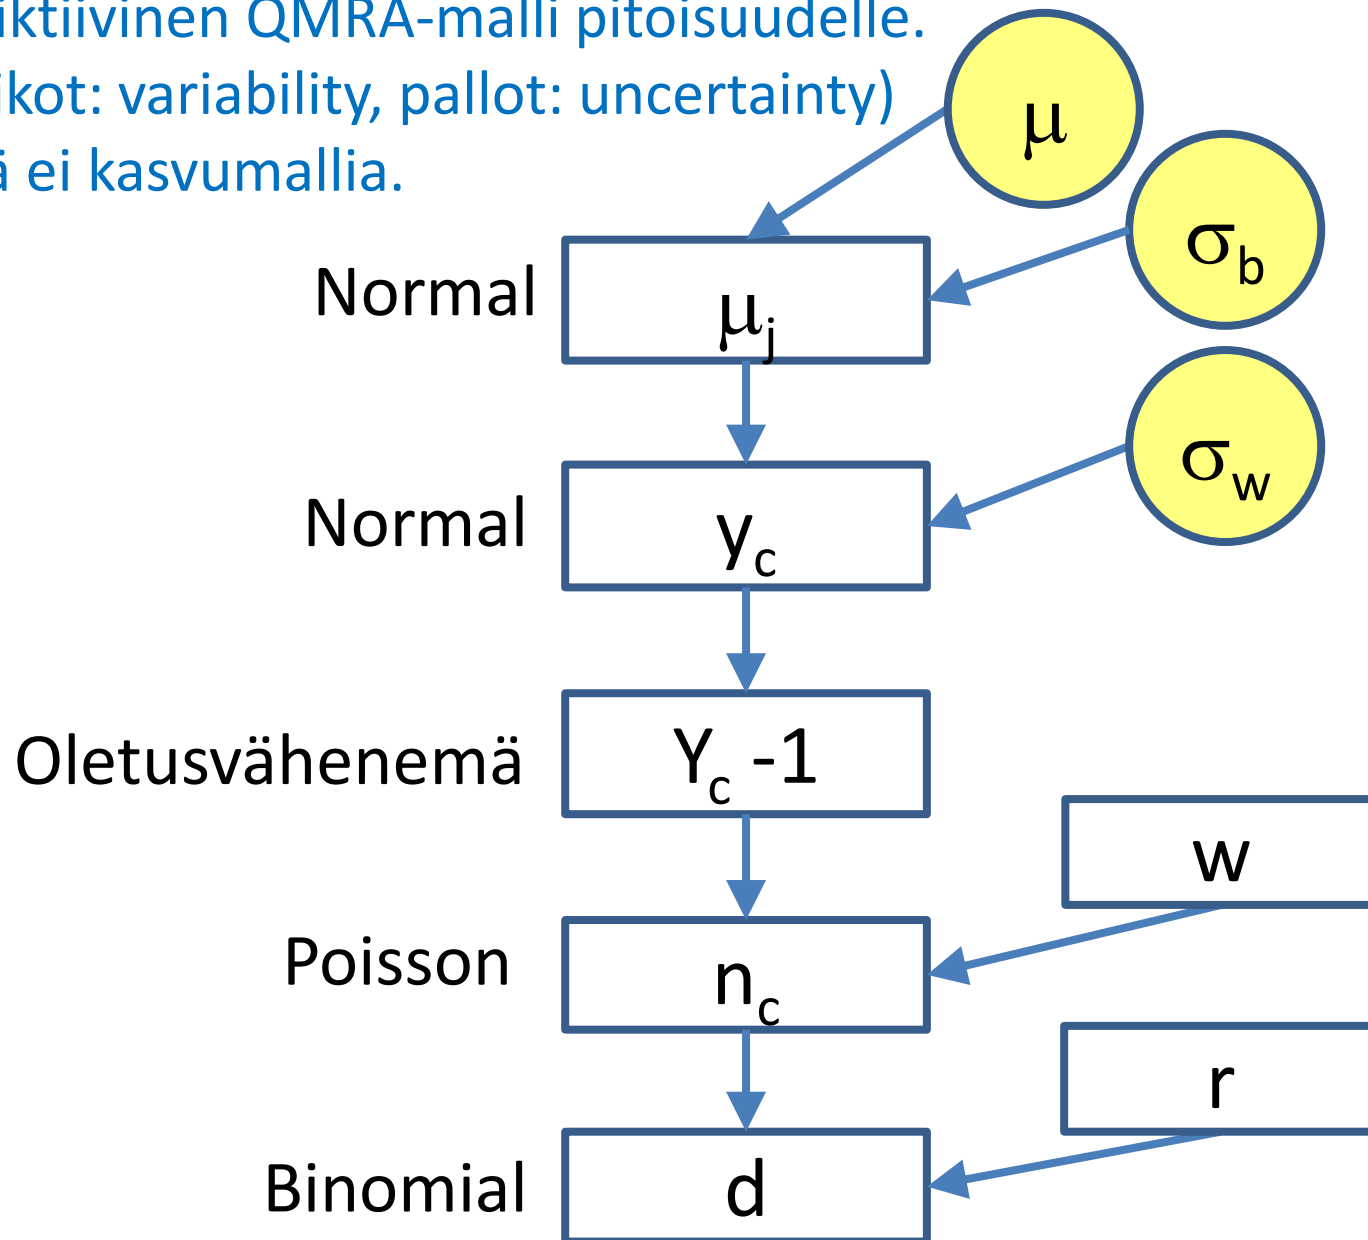 iktiivinen QMRA-malli pitoisuudelle.
ikot: variability, pallot: uncertainty)
ä ei kasvumallia.
μ
σb
Normal
μj
σw
Normal
yc
Oletusvähenemä
Yc -1
w
Poisson
nc
r
Binomial
d